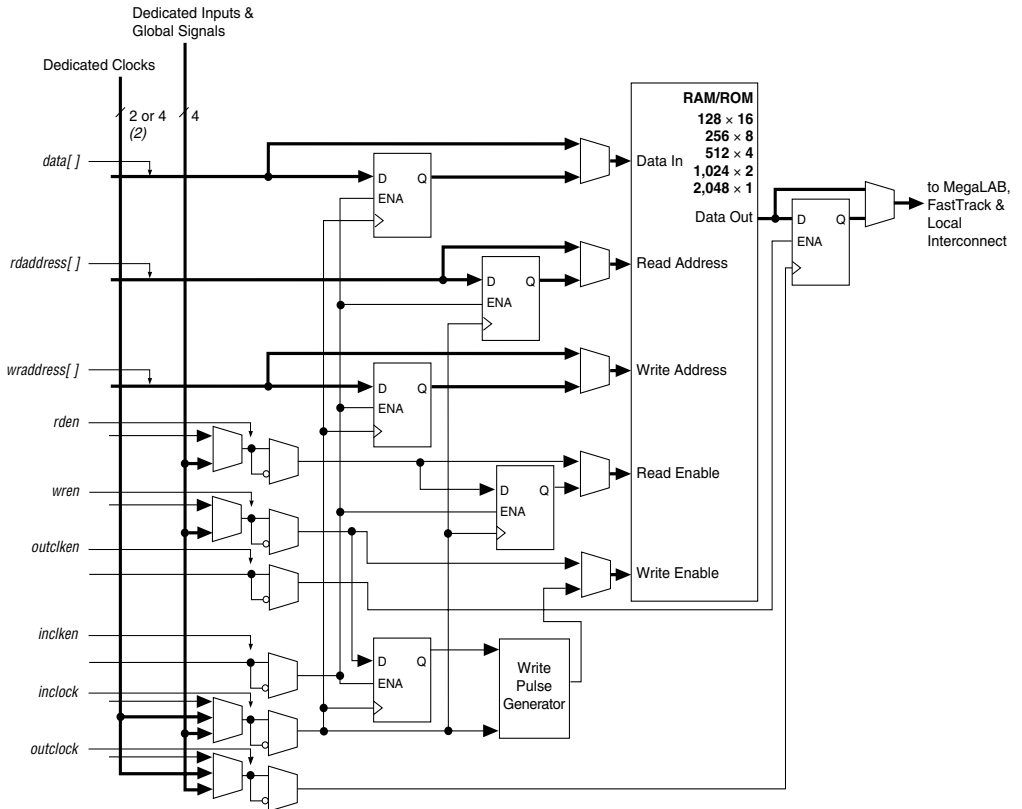 Dedicated Inputs &
Global Signals
Dedicated Clocks
2 or 4
(2)
4
RAM/ROM
128 × 16
256 × 8
512 × 4
1,024 × 2
2,048 × 1
data[ ]
D Q
ENA
Data In
Data Out
D Q
ENA
to MegaLAB,
FastTrack &
Local
Interconnect
rdaddress[ ]
D Q
ENA
Read Address
wraddress[ ]
D Q
ENA
Write Address
rden
D Q
ENA
Read Enable
wren
outclken
Write Enable
inclken
D Q
ENA
Write
Pulse
Generator
inclock
outclock